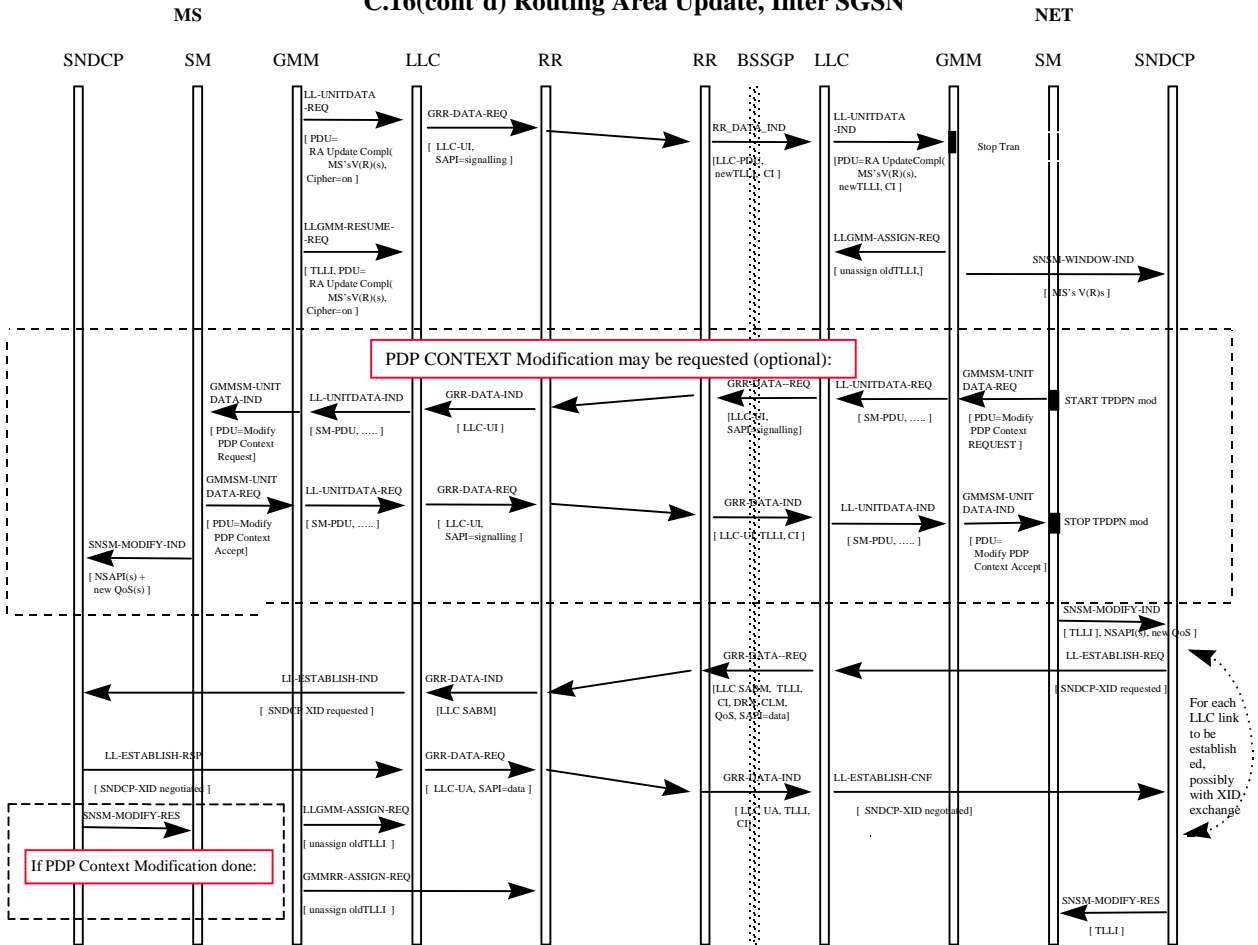 C.16(cont'd) Routing Area Update, Inter SGSN
MS
NET
SNDCP SM GMM LLC RR RR BSSGP LLC GMM SM SNDCP
LL-UNITDATA
-REQ
[ PDU=
RA Update Compl(
MS'sV(R)(s),
Cipher=on ]
GRR-DATA-REQ
[ LLC-UI,
SAPI=signalling ]
RR_DATA_IND
[LLC-PDU,
newTLLI, CI ]
LL-UNITDATA
-IND
[PDU=RA UpdateCompl(
MS'sV(R)(s),
newTLLI, CI ]
Stop Tran
LLGMM-RESUME-
-REQ
[ TLLI, PDU=
RA Update Compl(
MS'sV(R)(s),
Cipher=on ]
LLGMM-ASSIGN-REQ
[ unassign oldTLLI,]
SNSM-WINDOW-IND
[ MS's V(R)s ]
PDP CONTEXT Modification may be requested (optional):
GMMSM-UNIT
DATA-IND
[ PDU=Modify
PDP Context
Request]
LL-UNITDATA-IND
[ SM-PDU, ….. ]
GRR-DATA-IND
[ LLC-UI ]
GRR-DATA--REQ
[LLC-UI,
SAPI=signalling]
LL-UNITDATA-REQ
[ SM-PDU, ….. ]
GMMSM-UNIT
DATA-REQ
[ PDU=Modify
PDP Context
REQUEST ]
START TPDPN mod
GMMSM-UNIT
DATA-REQ
[ PDU=Modify
PDP Context
Accept]
LL-UNITDATA-REQ
[ SM-PDU, ….. ]
GRR-DATA-REQ
[ LLC-UI,
SAPI=signalling ]
GRR-DATA-IND
[ LLC-UI, TLLI, CI ]
LL-UNITDATA-IND
[ SM-PDU, ….. ]
GMMSM-UNIT
DATA-IND
[ PDU=
Modify PDP
Context Accept ]
STOP TPDPN mod
SNSM-MODIFY-IND
[ NSAPI(s) +
new QoS(s) ]
SNSM-MODIFY-IND
[ TLLI ], NSAPI(s), new QoS ]
LL-ESTABLISH-REQ
[SNDCP-XID requested ]
GRR-DATA--REQ
[LLC SABM, TLLI,
CI, DRX, CLM,
QoS, SAPI=data]
GRR-DATA-IND
[LLC SABM]
LL-ESTABLISH-IND
[ SNDCP-XID requested ]
For each
LLC link
to be
establish
ed,
possibly
with XID
exchange
LL-ESTABLISH-RSP
[ SNDCP-XID negotiated ]
GRR-DATA-REQ
[ LLC-UA, SAPI=data ]
GRR-DATA-IND
[ LLC UA, TLLI,
CI]
LL-ESTABLISH-CNF
[ SNDCP-XID negotiated]
SNSM-MODIFY-RES
If PDP Context Modification done:
LLGMM-ASSIGN-REQ
[ unassign oldTLLI ]
GMMRR-ASSIGN-REQ
[ unassign oldTLLI ]
SNSM-MODIFY-RES
[ TLLI ]